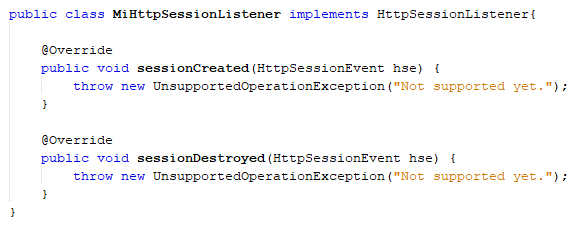 public class MiHttpSessionListener implements HttpSessionListener{
@Override
public void sessionCreated(HttpSessionEvent hse) {
throw new UnsupportedOperationException("Not supported yet.");
}
@Override
public void sessionDestroyed(HttpSessionEvent hse) {
throw new UnsupportedOperationException("Not supported yet.");
}
}